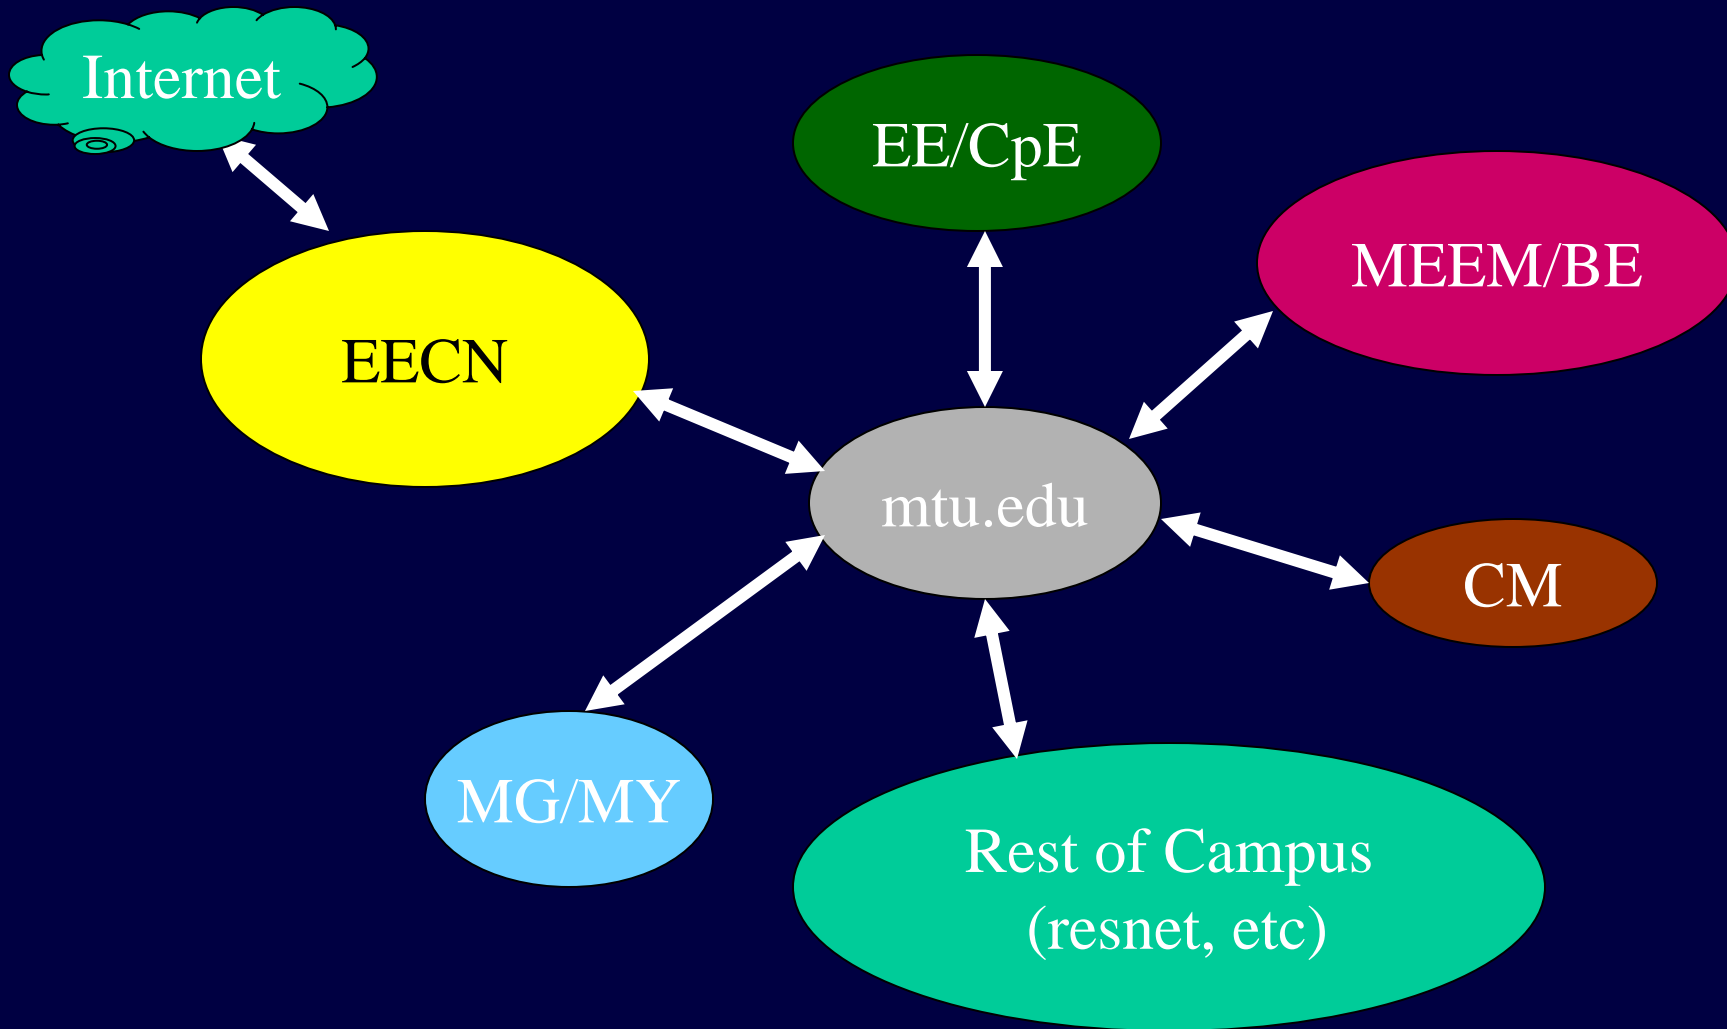 Internet
EE/CpE
MEEM/BE
EECN
mtu.edu
CM
MG/MY
Rest of Campus
(resnet, etc)